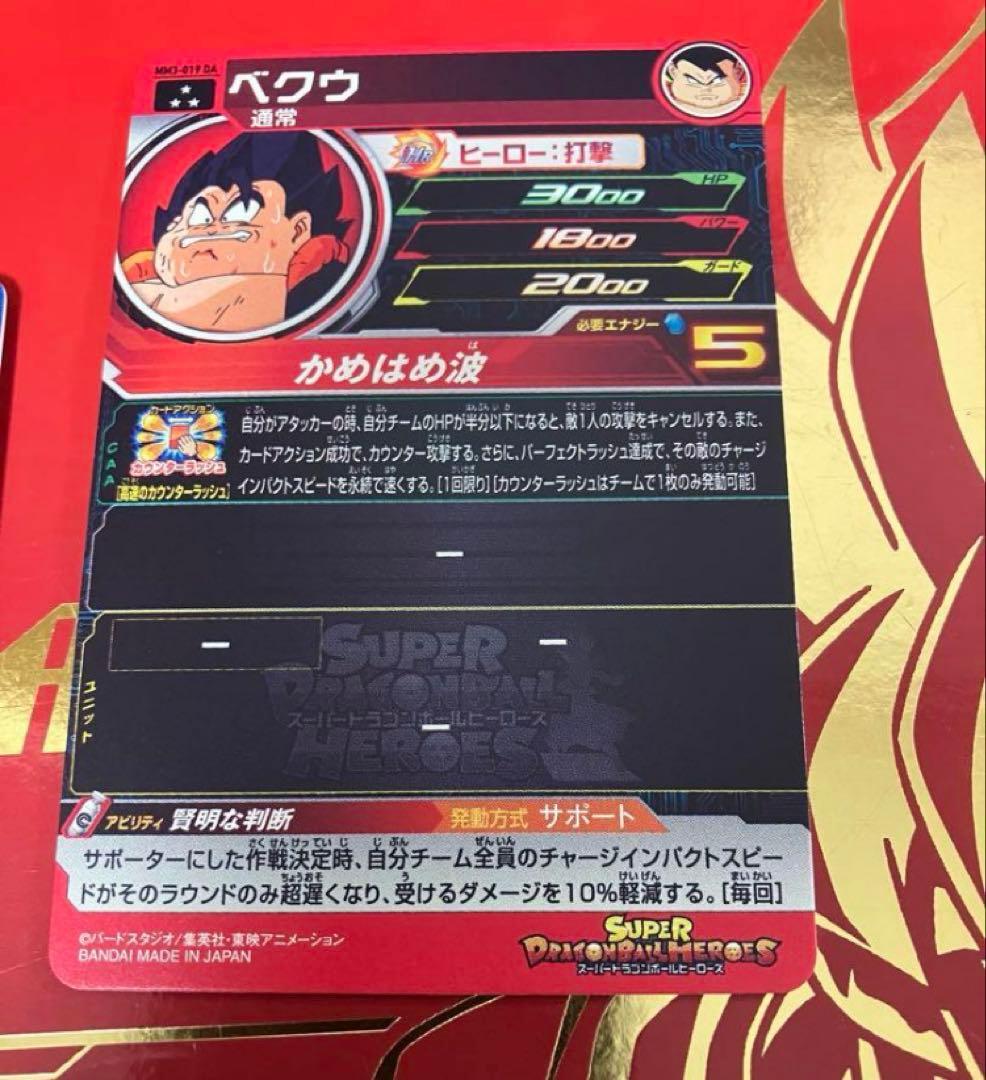 MM3-019 DA
ベクウ
通常
ヒーロー:打撃
HP
3000
パワー
1800
ガード
2000
必要エナジー
5
かめはめ波
は
カードアクション
カウンターラッシュ
[高速のカウンターラッシュ]
CAA
自分がアタッカーの時、自分チームのHPが半分以下になると、敵1人の攻撃をキャンセルする。また、
カードアクション成功で、カウンター攻撃する。さらに、パーフェクトラッシュ達成で、その敵のチャージ
インパクトスピードを永続で速くする。[1回限り][カウンターラッシュはチームで1枚のみ発動可能]
ー
ユニット
ー
ー
ー
SUPER
DRAGONBALL
スーパードラゴンボールヒーローズ
HEROES
アビリティ 賢明な判断
発動方式 サポート
サポーターにした作戦決定時、自分チーム全員のチャージインパクトスピー
ドがそのラウンドのみ超遅くなり、受けるダメージを10%軽減する。[毎回]
©バードスタジオ/集英社・東映アニメーション
BANDAI MADE IN JAPAN
SUPER
DRAGONBALL HEROES
スーパードラゴンボールヒーローズ